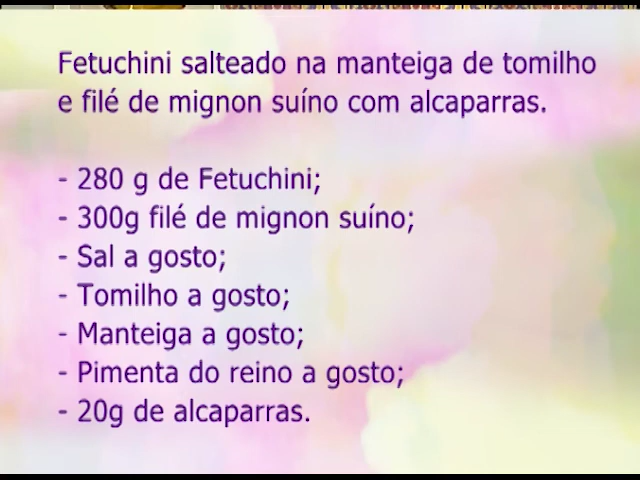 Fetuchini salteado na manteiga de tomilho
e filé de mignon suíno com alcaparras.
- 280 g de Fetuchini;
- 300g filé de mignon suíno;
- Sal a gosto;
- Tomilho a gosto;
- Manteiga a gosto;
- Pimenta do reino a gosto;
- 20g de alcaparras.